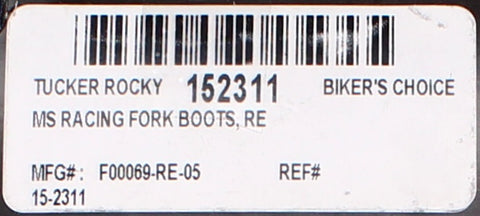 TUCKER ROCKY 152311 BIKER'S CHOICE
MS RACING FORK BOOTS, RE
MFG#: F00069-RE-05 REF#
15-2311